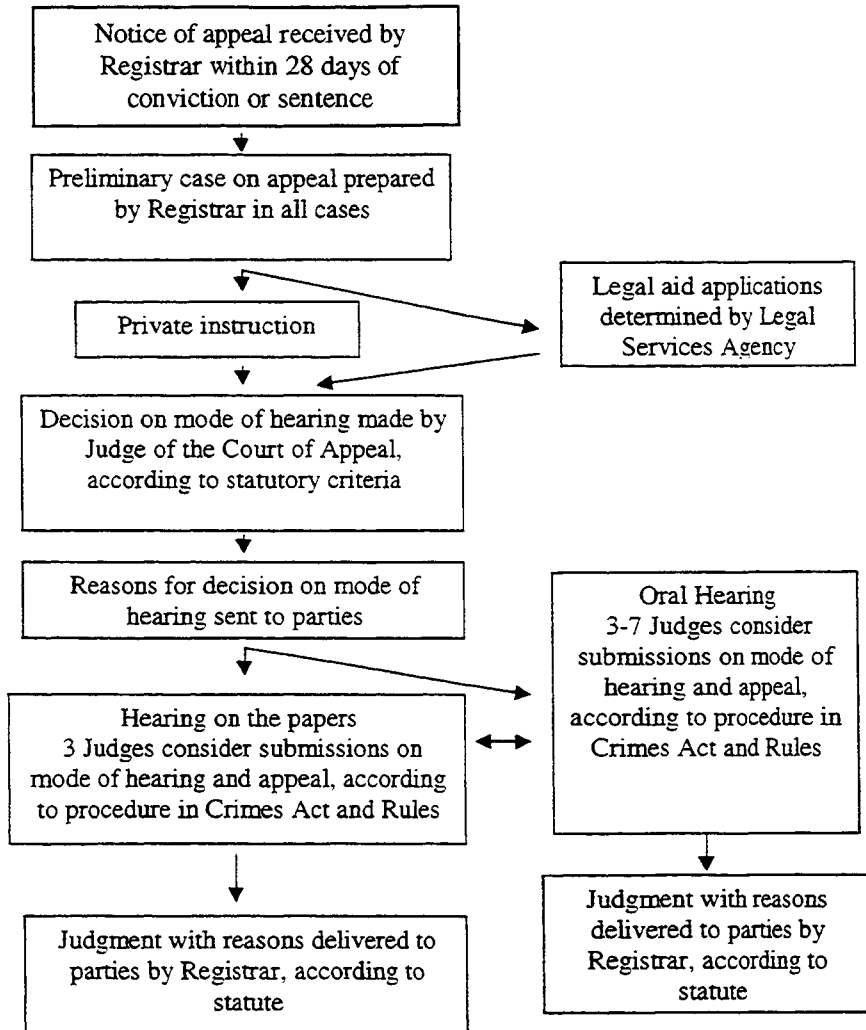 Notice of appeal received by
Registrar within 28 days of
conviction or sentence
Preliminary case on appeal prepared
by Registrar in all cases
Private instruction
Legal aid applications
determined by Legal
Services Agency
Decision on mode of hearing made by
Judge of the Court of Appeal,
according to statutory criteria
Reasons for decision on mode of
hearing sent to parties
Oral Hearing
3-7 Judges consider
submissions on mode of
hearing and appeal,
according to procedure in
Crimes Act and Rules
Hearing on the papers
3 Judges consider submissions on
mode of hearing and appeal, according
to procedure in Crimes Act and Rules
Judgment with reasons delivered to
parties by Registrar, according to
statute
Judgment with reasons
delivered to parties by
Registrar, according to
statute